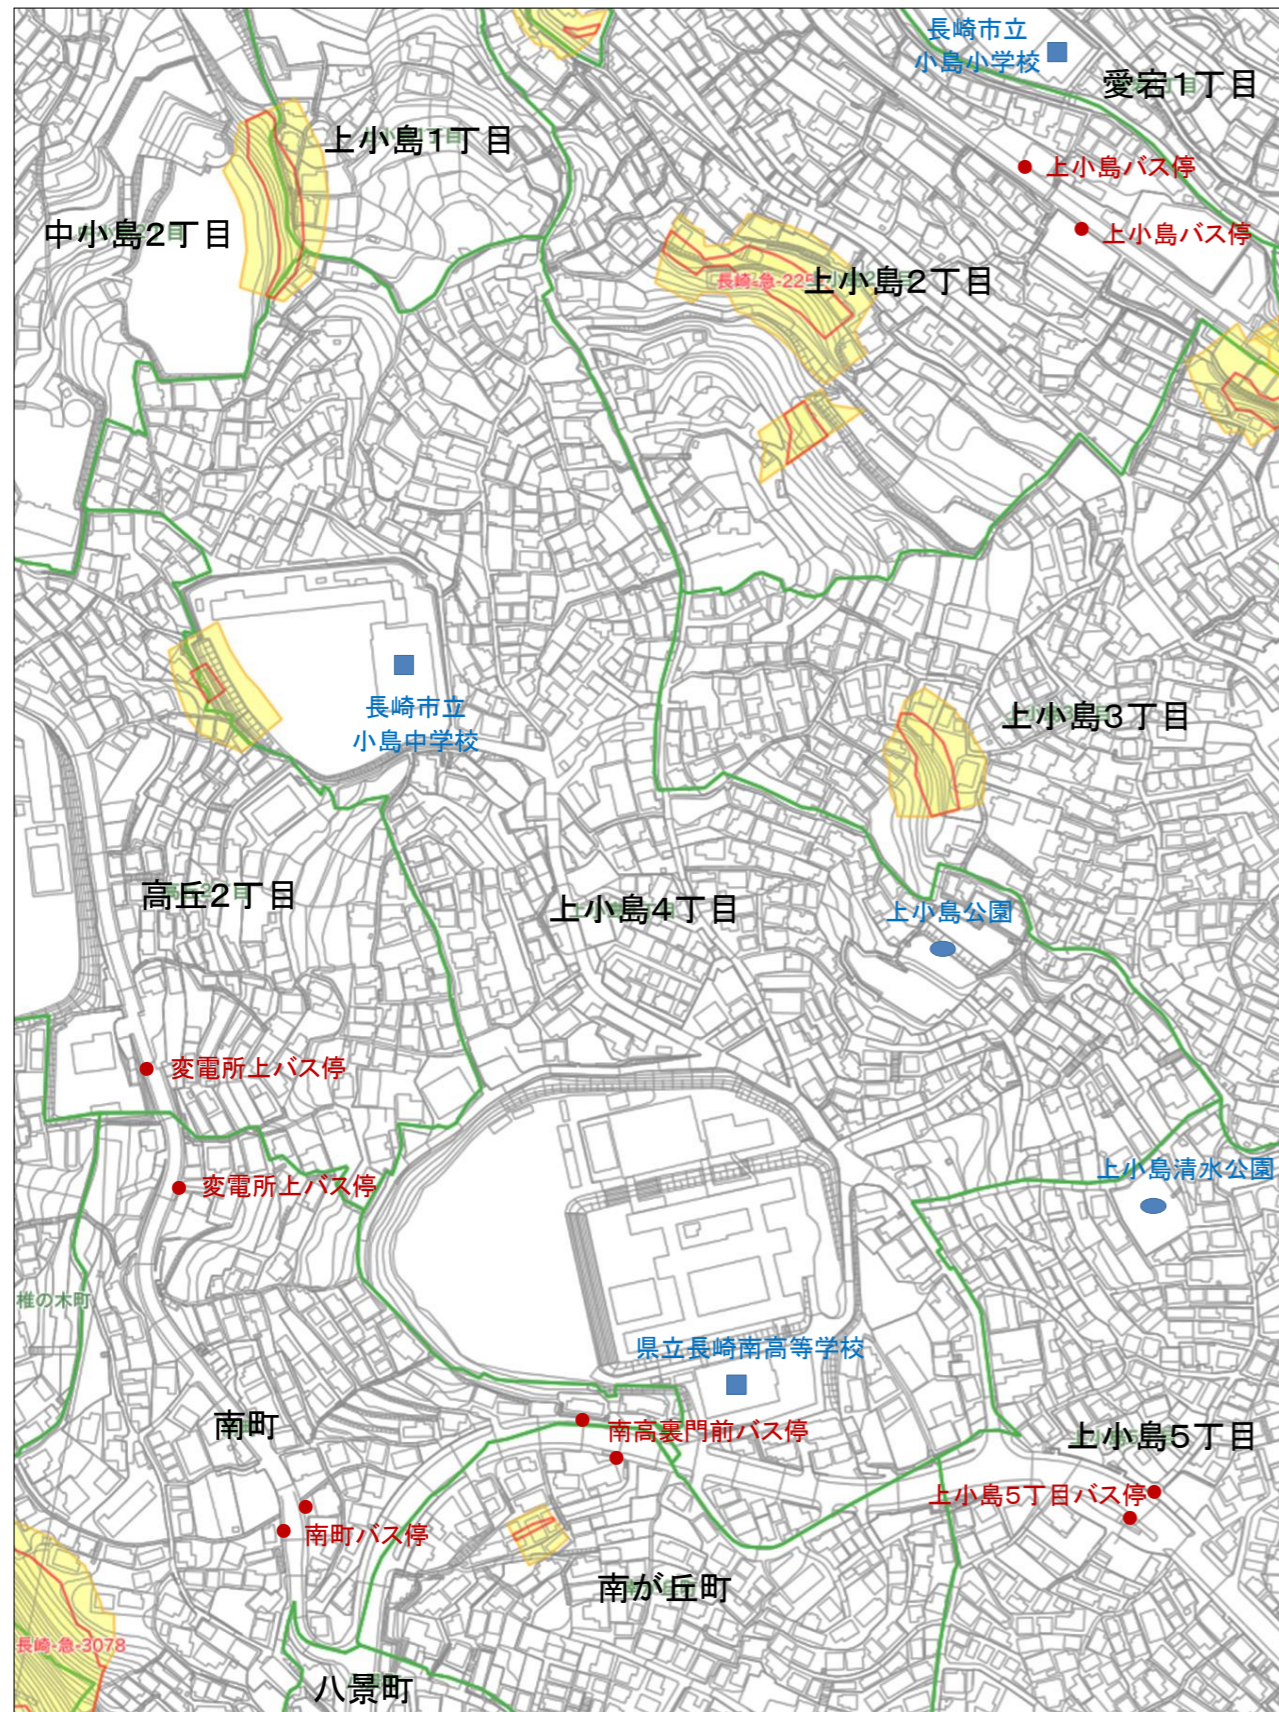 長崎市立
小島小学校
愛宕1丁目
上小島1丁目
上小島バス停
中小島2丁目
上小島バス停
長崎-急-225
上小島2丁目
長崎市立
小島中学校
上小島3丁目
高丘2丁目
上小島4丁目
上小島公園
変電所上バス停
上小島清水公園
変電所上バス停
椎の木町
県立長崎南高等学校
南町
南高裏門前バス停
上小島5丁目
上小島5丁目バス停
南町バス停
南が丘町
長崎-急-3078
八景町